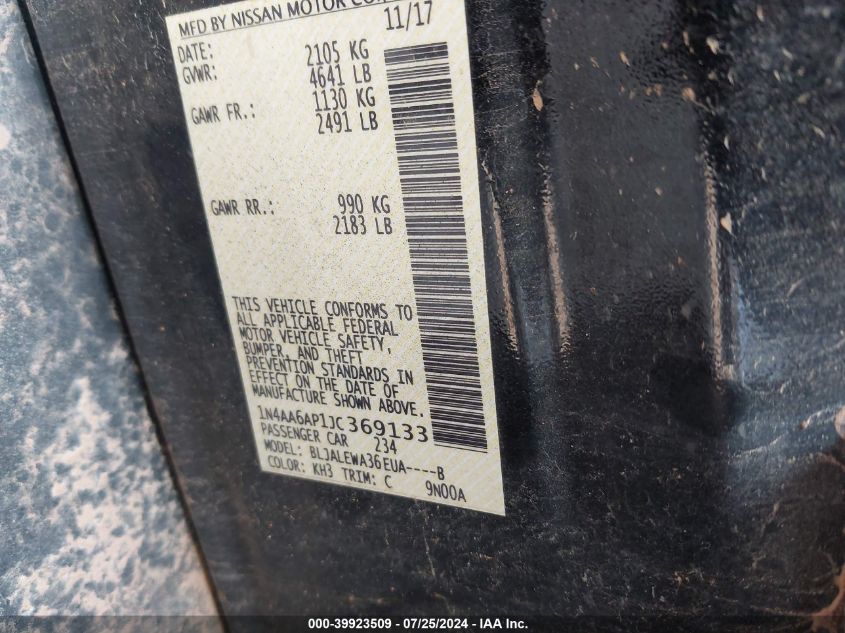 MFD BY NISSAN MOTOR CO.
DATE: 11/17
GVWR: 2105 KG
4641 LB
GAWR FR.: 1130 KG
2491 LB
GAWR RR.: 990 KG
2183 LB
THIS VEHICLE CONFORMS TO
ALL APPLICABLE FEDERAL
MOTOR VEHICLE SAFETY,
BUMPER, AND THEFT
PREVENTION STANDARDS IN
EFFECT ON THE DATE OF
MANUFACTURE SHOWN ABOVE.
1N4AA6AP1JC369133
PASSENGER CAR 234
MODEL: BLJALEWA36EUA----B
COLOR: KH3 TRIM: C 9N00A
000-39923509 - 07/25/2024 - IAA Inc.